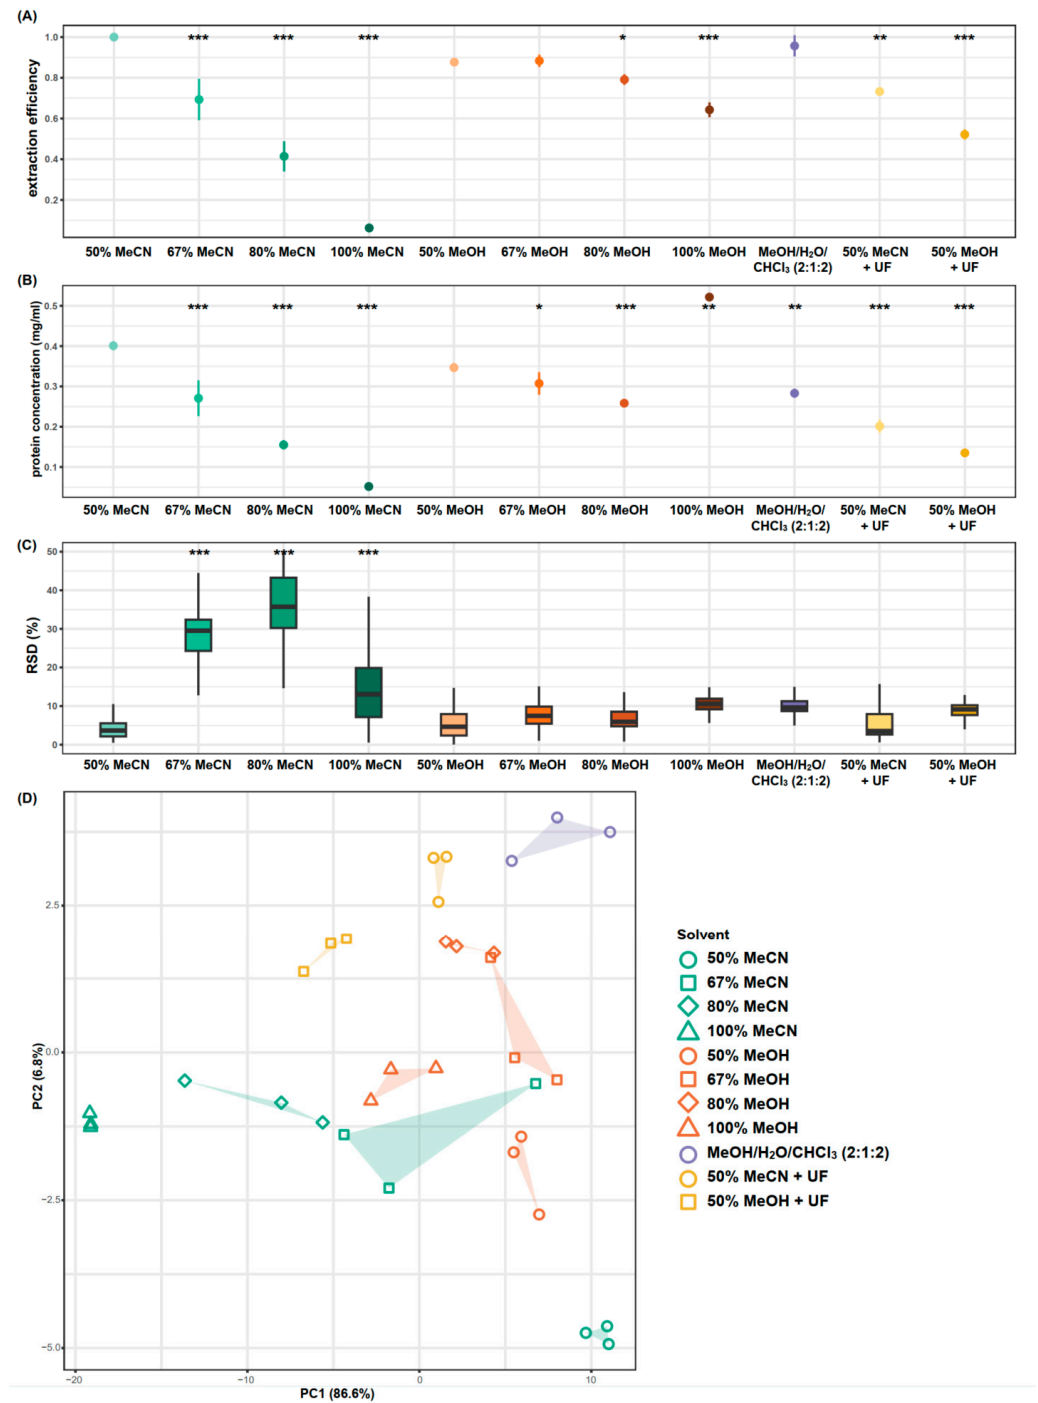 (A)
extraction efficiency
1.0
0.8
0.6
0.4
0.2
*** *** *** * *** ** ***
50% MeCN 67% MeCN 80% MeCN 100% MeCN 50% MeOH 67% MeOH 80% MeOH 100% MeOH MeOH/H₂O/ 50% MeCN 50% MeOH
CHCl₃ (2:1:2) + UF + UF
(B)
protein concentration (mg/ml)
0.5
0.4
0.3
0.2
0.1
*** *** *** * *** ** ** *** ***
50% MeCN 67% MeCN 80% MeCN 100% MeCN 50% MeOH 67% MeOH 80% MeOH 100% MeOH MeOH/H₂O/ 50% MeCN 50% MeOH
CHCl₃ (2:1:2) + UF + UF
(C)
RSD (%)
50
40
30
20
10
0
*** *** ***
50% MeCN 67% MeCN 80% MeCN 100% MeCN 50% MeOH 67% MeOH 80% MeOH 100% MeOH MeOH/H₂O/ 50% MeCN 50% MeOH
CHCl₃ (2:1:2) + UF + UF
(D)
PC2 (6.8%)
2.5
0.0
−2.5
−5.0
−20 −10 0 10
PC1 (86.6%)
Solvent
50% MeCN
67% MeCN
80% MeCN
100% MeCN
50% MeOH
67% MeOH
80% MeOH
100% MeOH
MeOH/H₂O/CHCl₃ (2:1:2)
50% MeCN + UF
50% MeOH + UF